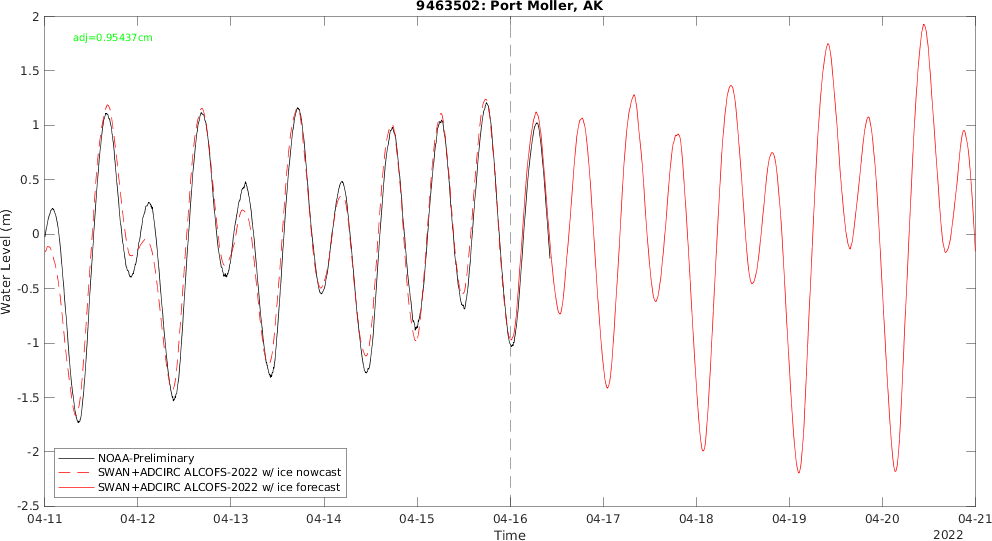 9463502: Port Moller, AK
adj=0.95437cm
2
1.5
1
0.5
0
-0.5
-1
-1.5
-2
-2.5
Water Level (m)
NOAA-Preliminary
SWAN+ADCIRC ALCOFS-2022 w/ ice nowcast
SWAN+ADCIRC ALCOFS-2022 w/ ice forecast
04-11 04-12 04-13 04-14 04-15 04-16 04-17 04-18 04-19 04-20 04-21
Time
2022